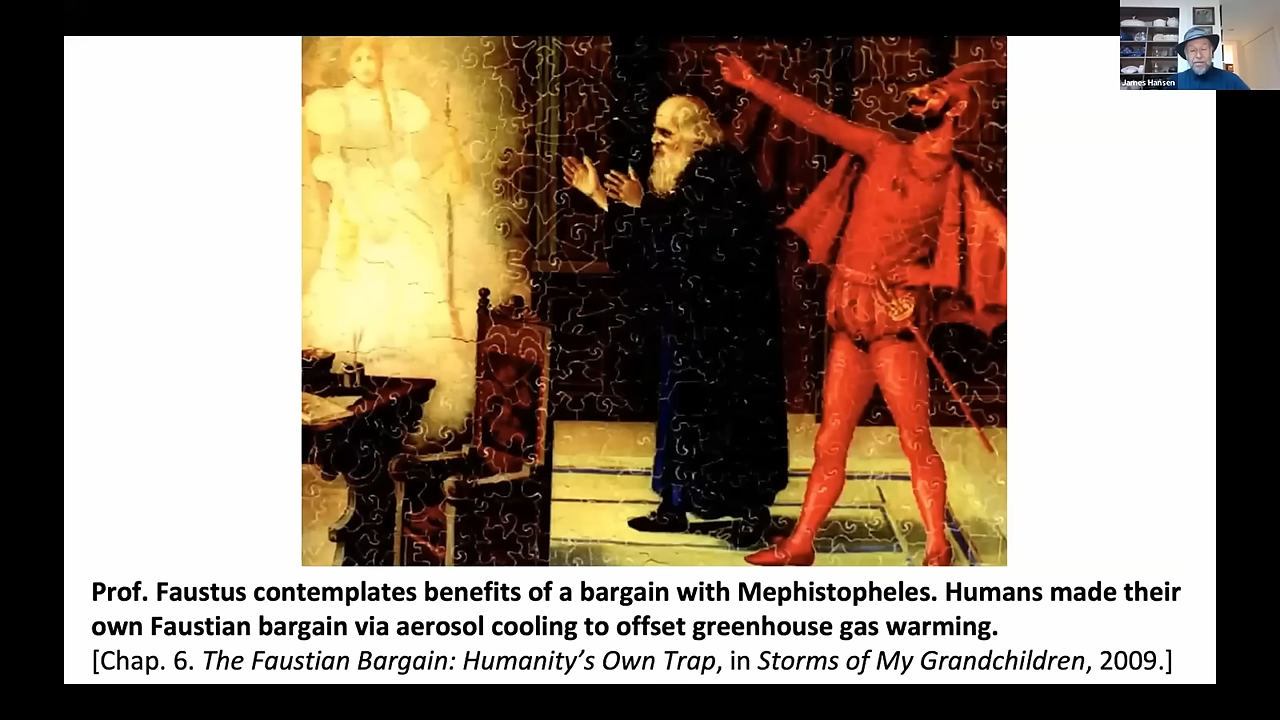 James Hansen
Prof. Faustus contemplates benefits of a bargain with Mephistopheles. Humans made their
own Faustian bargain via aerosol cooling to offset greenhouse gas warming.
[Chap. 6. The Faustian Bargain: Humanity’s Own Trap, in Storms of My Grandchildren, 2009.]